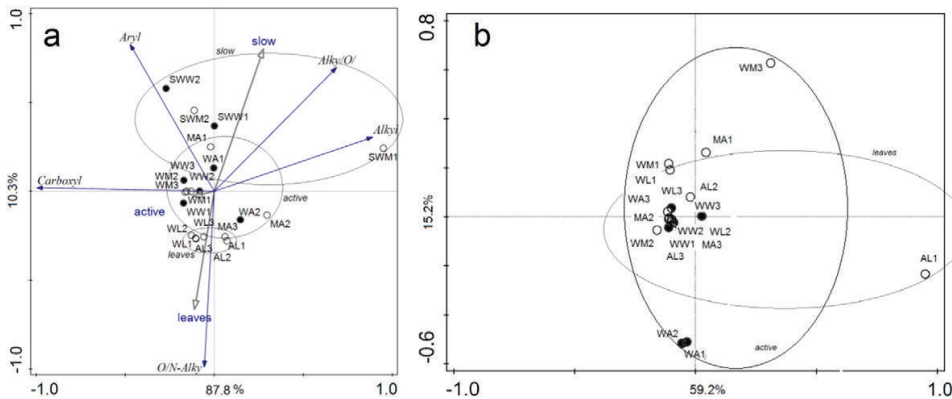 a
1.0
Aryl
slow
slow
Alky/O/
SWW2
SWM2
SWW1
MA1
Alkyi
SWM1
WA1
WW3
WM2
WW2
WM3
Carboxyl
active
WM1
active
WW1
WA2
MA2
WL3
MA3
WL2
WL1
AL3
AL1
leaves
AL2
leaves
O/N-Alky
10.3%
-1.0
-1.0
87.8 %
1.0
b
0.8
WM3
MA1
leaves
WM1
WL1
WL3
AL2
WA3
WW3
MA2
WW2
WL2
WM2
WW1
MA3
AL3
AL1
WA2
WA1
active
15.2%
-0.6
-1.0
59.2%
1.0